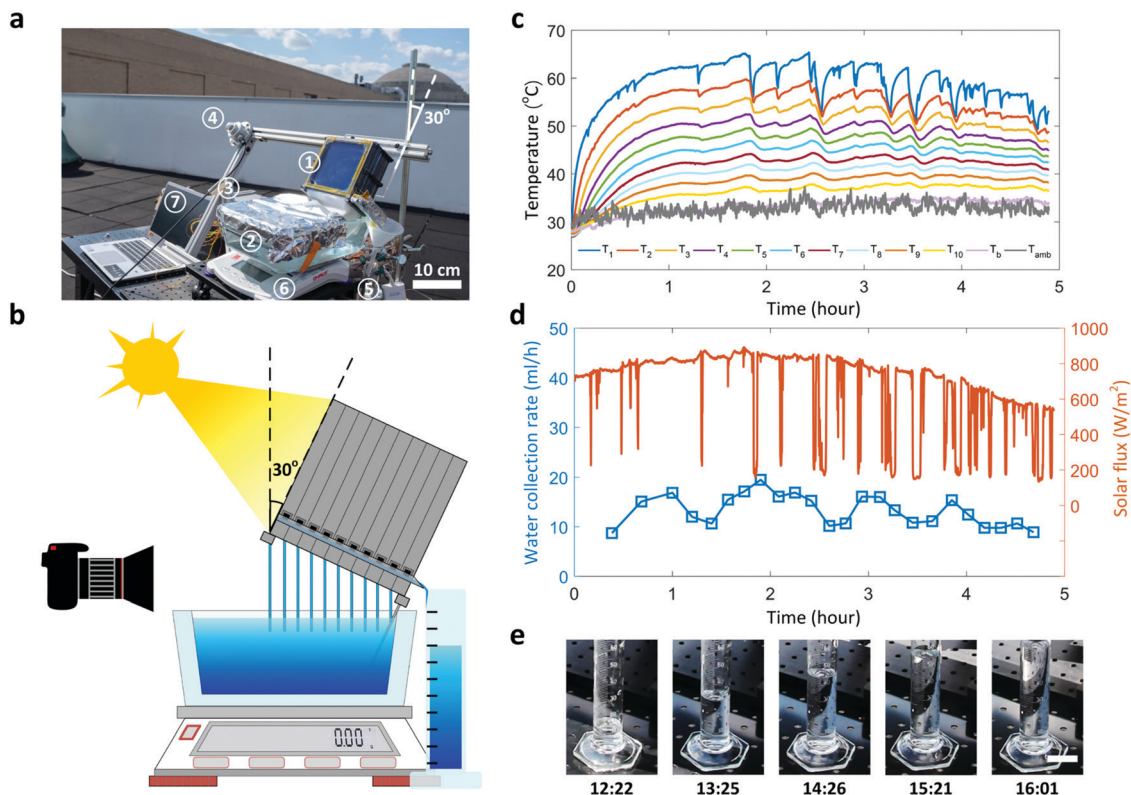 a
30°
①
②
③
④
⑤
⑥
⑦
10 cm
b
30°
0.00
c
Temperature (°C)
70
60
50
40
30
20
0 1 2 3 4 5
T1 T2 T3 T4 T5 T6 T7 T8 T9 T10 Tb Tamb
Time (hour)
d
Water collection rate (ml/h)
50
40
30
20
10
0
0 1 2 3 4 5
Time (hour)
1000
800
600
400
200
0
Solar flux (W/m²)
e
12:22 13:25 14:26 15:21 16:01